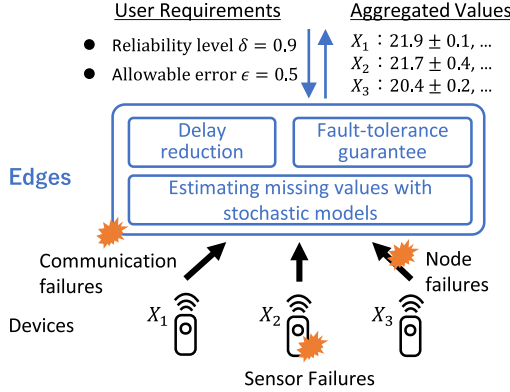 User Requirements
Reliability level δ = 0.9
Allowable error ϵ = 0.5
Aggregated Values
X₁ : 21.9 ± 0.1, ...
X₂ : 21.7 ± 0.4, ...
X₃ : 20.4 ± 0.2, ...
Edges
Delay
reduction
Fault-tolerance
guarantee
Estimating missing values with
stochastic models
Communication
failures
Node
failures
Devices
X₁
X₂
X₃
Sensor Failures